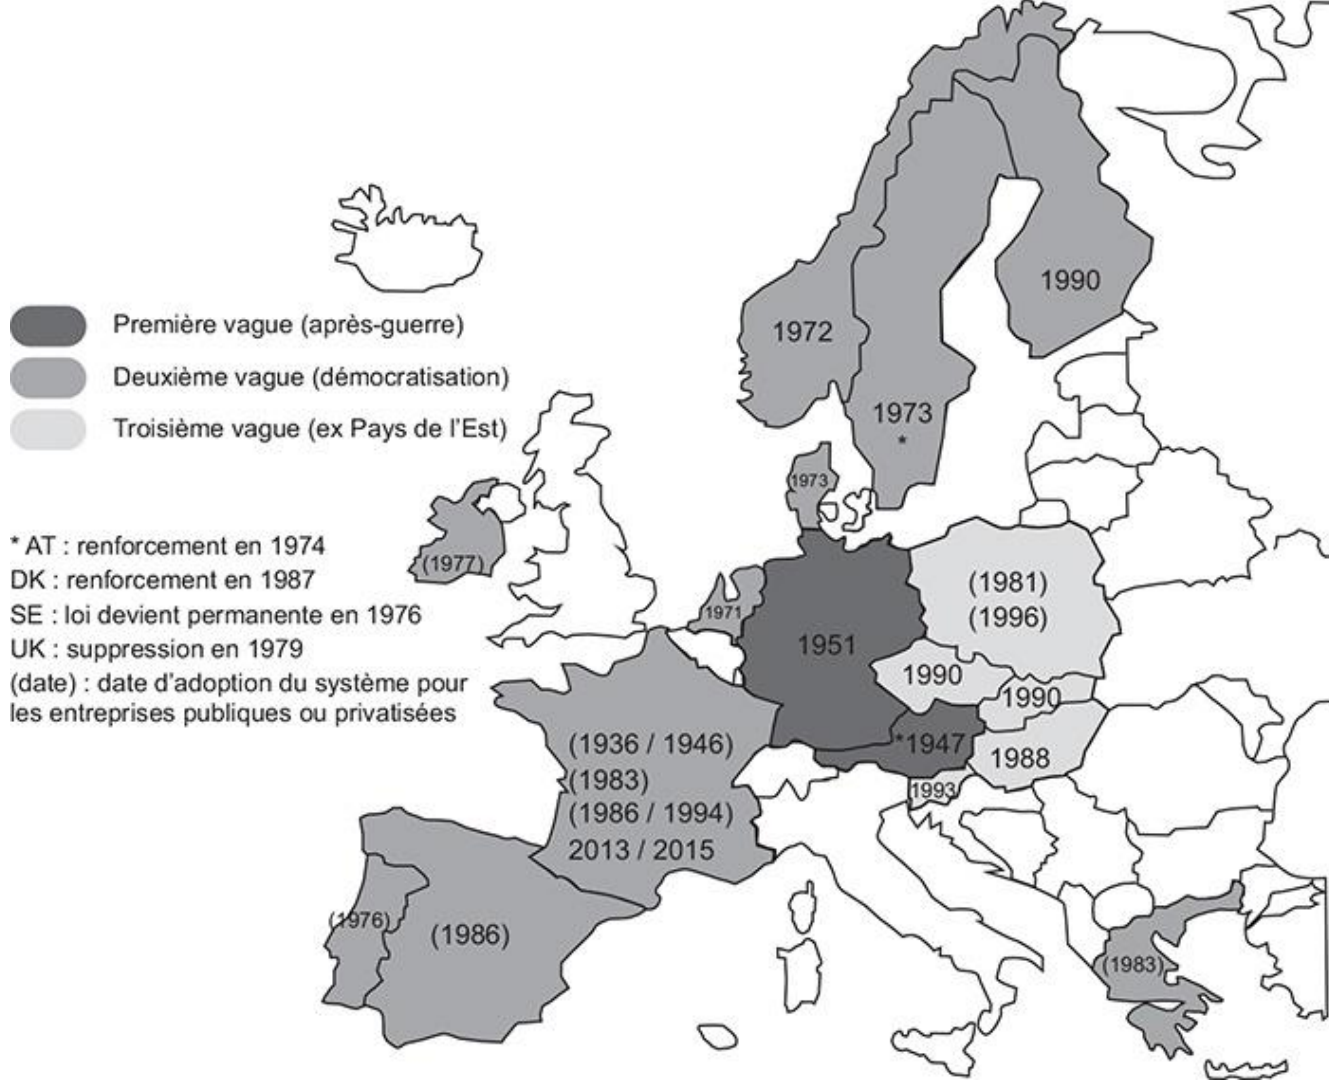 Première vague (après-guerre)
Deuxième vague (démocratisation)
Troisième vague (ex Pays de l'Est)
* AT : renforcement en 1974
DK : renforcement en 1987
SE : loi devient permanente en 1976
UK : suppression en 1979
(date) : date d'adoption du système pour
les entreprises publiques ou privatisées
1990
1972
1973
*
1973
(1977)
1971
(1981)
(1996)
1951
1990
1990
*1947
1988
1993
(1936 / 1946)
(1983)
(1986 / 1994)
2013 / 2015
(1976)
(1986)
(1983)